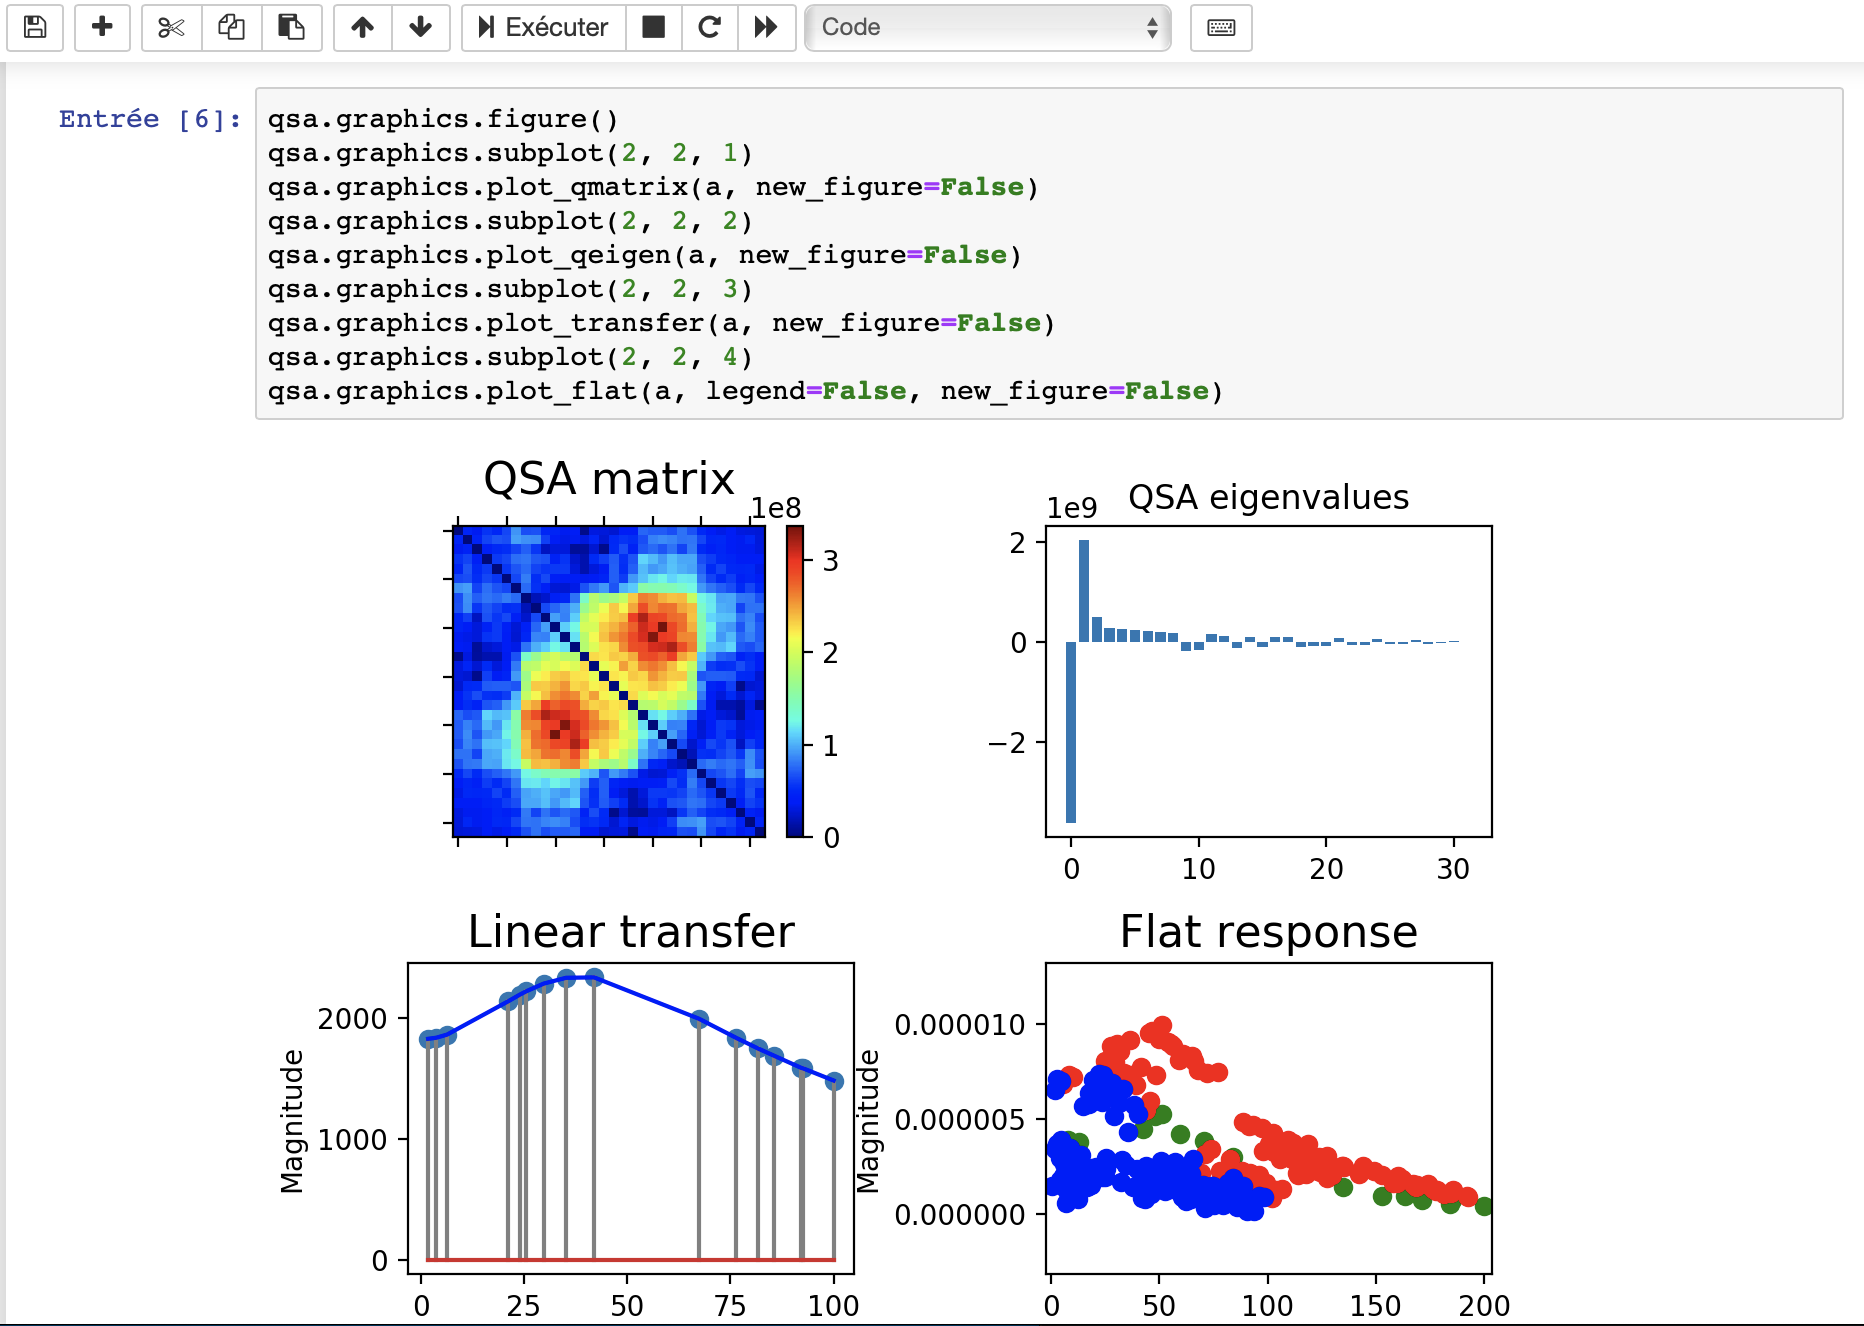 Exécuter
Code
Entrée [6]:
qsa.graphics.figure()
qsa.graphics.subplot(2, 2, 1)
qsa.graphics.plot_qmatrix(a, new_figure=False)
qsa.graphics.subplot(2, 2, 2)
qsa.graphics.plot_qeigen(a, new_figure=False)
qsa.graphics.subplot(2, 2, 3)
qsa.graphics.plot_transfer(a, new_figure=False)
qsa.graphics.subplot(2, 2, 4)
qsa.graphics.plot_flat(a, legend=False, new_figure=False)
QSA matrix
1e8
3
2
1
0
QSA eigenvalues
1e9
2
0
−2
0 10 20 30
Linear transfer
Magnitude
2000
1000
0
0 25 50 75 100
Flat response
Magnitude
0.000010
0.000005
0.000000
0 50 100 150 200